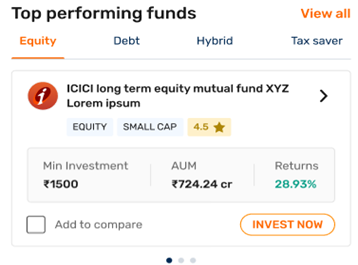 Top performing funds View all
Equity Debt Hybrid Tax saver
ICICI long term equity mutual fund XYZ
Lorem ipsum
EQUITY SMALL CAP 4.5
Min Investment AUM Returns
₹1500 ₹724.24 cr 28.93%
Add to compare INVEST NOW